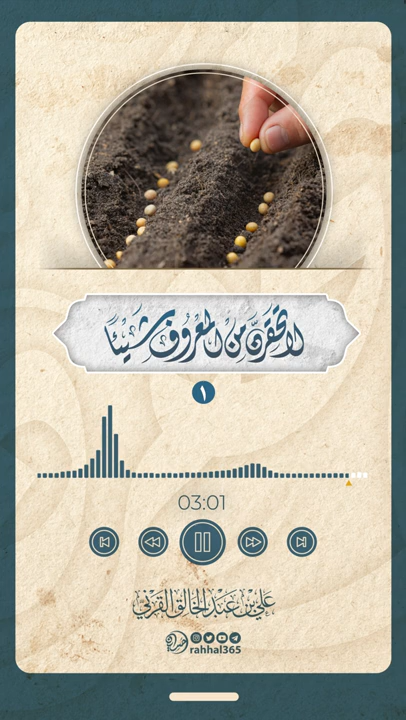 لا تحقرن من المعروف شيئا
١
03:01
علي بن عبد الخالق القرني
rahhal365